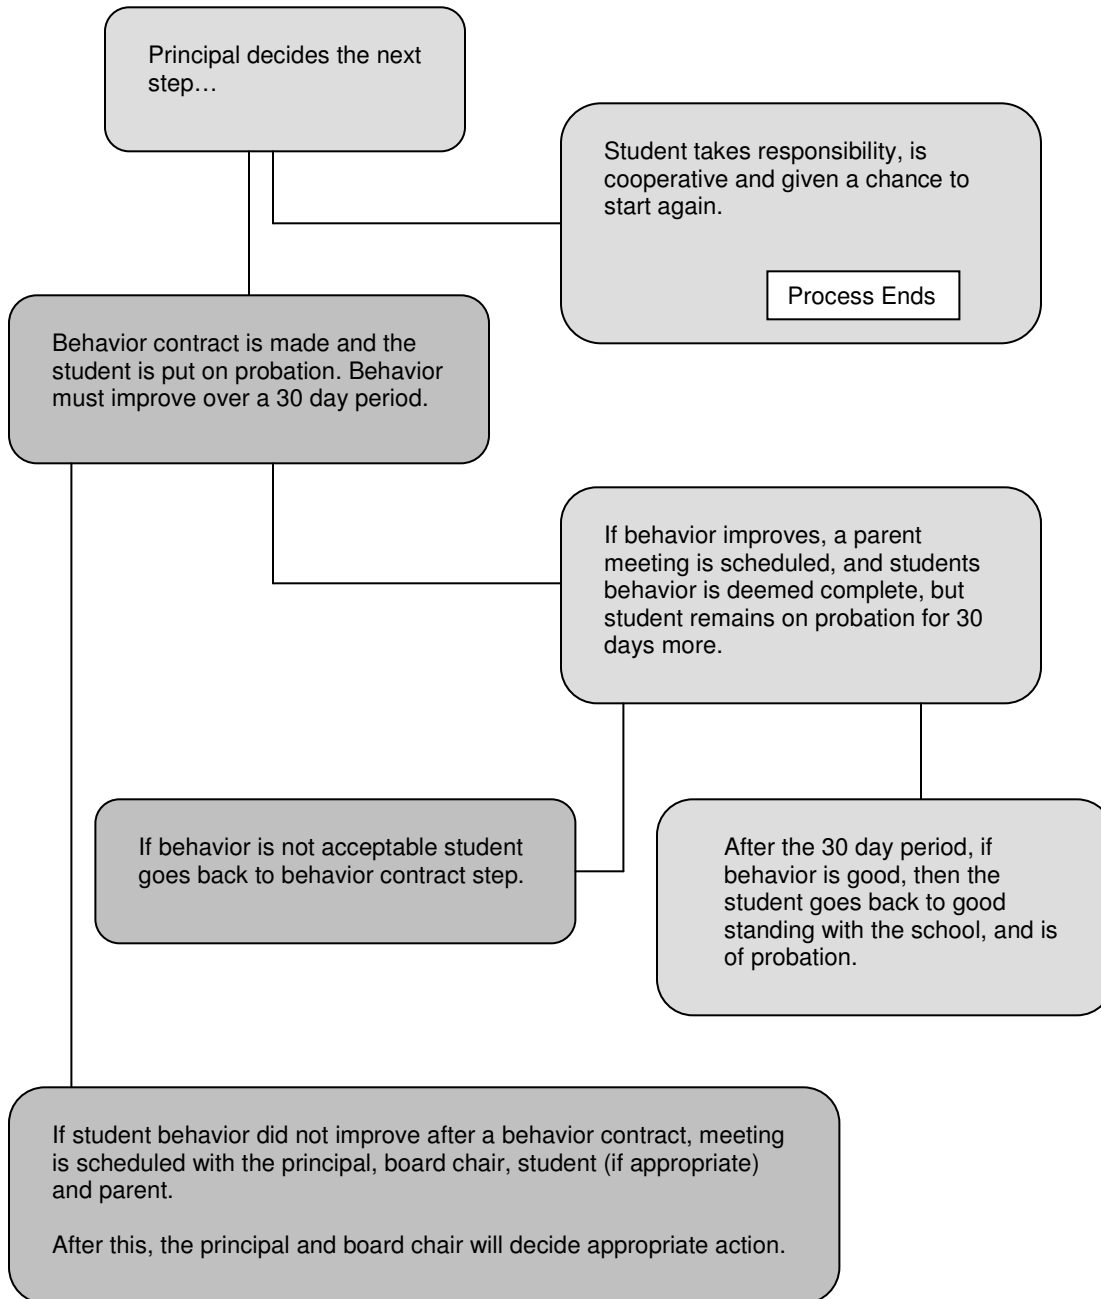 Principal decides the next
step…
Student takes responsibility, is
cooperative and given a chance to
start again.
Process Ends
Behavior contract is made and the
student is put on probation. Behavior
must improve over a 30 day period.
If behavior improves, a parent
meeting is scheduled, and students
behavior is deemed complete, but
student remains on probation for 30
days more.
If behavior is not acceptable student
goes back to behavior contract step.
After the 30 day period, if
behavior is good, then the
student goes back to good
standing with the school, and is
of probation.
If student behavior did not improve after a behavior contract, meeting
is scheduled with the principal, board chair, student (if appropriate)
and parent.
After this, the principal and board chair will decide appropriate action.